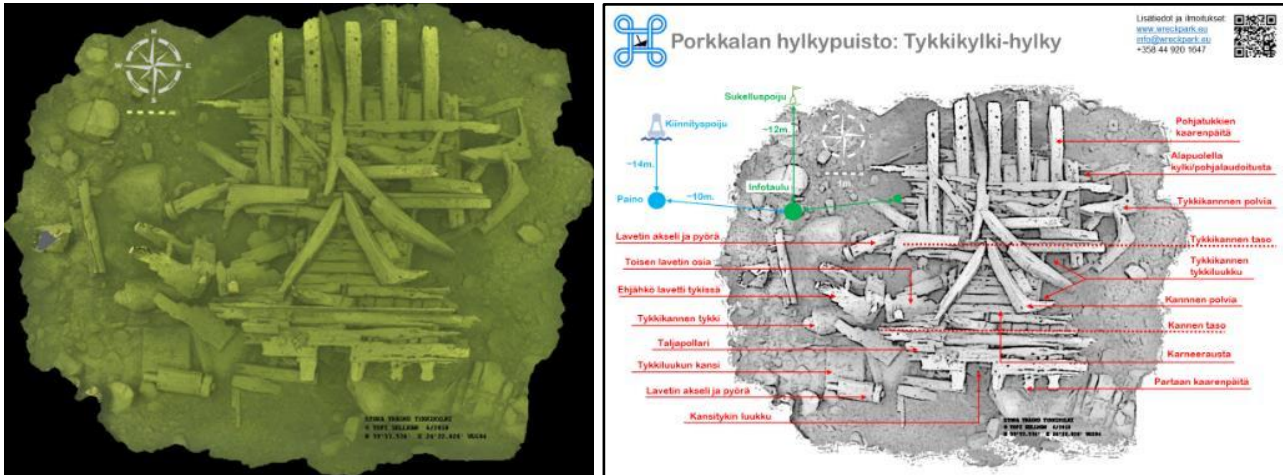 N
E
S
W
Porkkalan hylkypuisto: Tykkikylki-hylky
Lisätiedot ja ilmoitukset:
www.wreckpark.eu
info@wreckpark.eu
+358 44 920 1647
Sukelluspoiju
Kiinnityspoiju
~12m.
~14m.
1m
Infotaulu
Paino
~10m.
Pohjatukkien
kaarenpäitä
Alapuolella
kylki/pohjalaudoitusta
Tykkikannnen polvia
Lavetin akseli ja pyörä
Tykkikannen taso
Toisen lavetin osia
Tykkikannen
tykkiluukku
Ehjähkö lavetti tykissä
Kannnen polvia
Tykkikannen tykki
Kannen taso
Taljapollari
Karneerausta
Tykkiluukun kansi
Partaan kaarenpäitä
Lavetin akseli ja pyörä
Kansitykin luukku